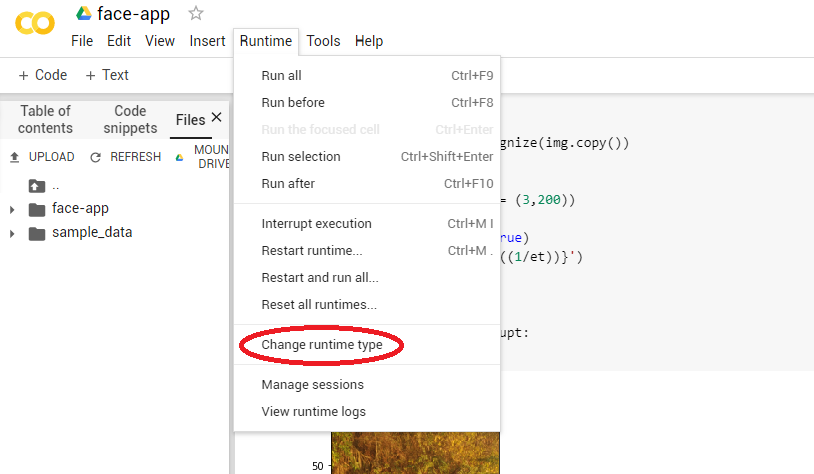 face-app
File Edit View Insert Runtime Tools Help
+ Code + Text
Table of contents
Code snippets
Files
UPLOAD REFRESH MOUN
DRIVE
..
face-app
sample_data
Run all Ctrl+F9
Run before Ctrl+F8
Run the focused cell Ctrl+Enter
Run selection Ctrl+Shift+Enter
Run after Ctrl+F10
Interrupt execution Ctrl+M I
Restart runtime... Ctrl+M .
Restart and run all...
Reset all runtimes...
Change runtime type
Manage sessions
View runtime logs
gnize(img.copy())
= (3,200))
rue)
((1/et))}')
upt:
50